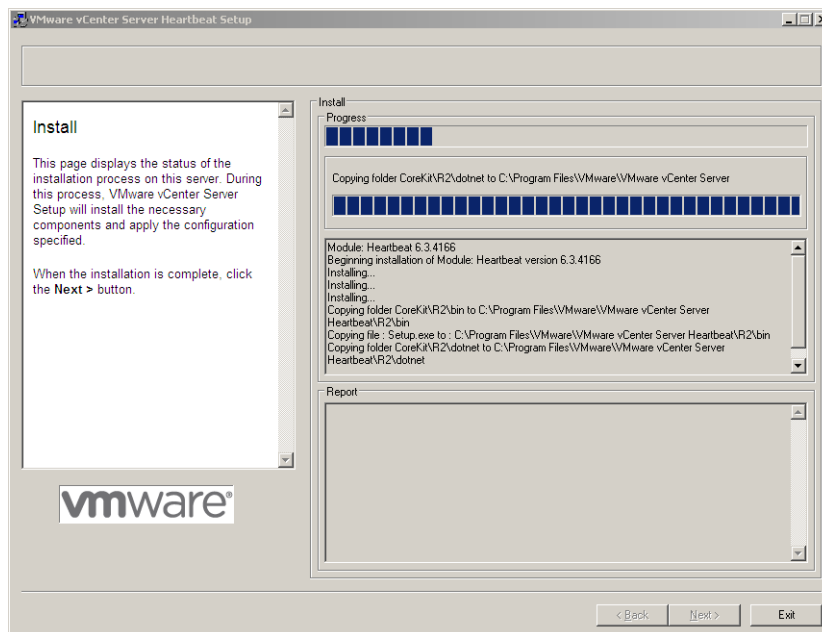 VMware vCenter Server Heartbeat Setup
Install
This page displays the status of the
installation process on this server. During
this process, VMware vCenter Server
Setup will install the necessary
components and apply the configuration
specified.
When the installation is complete, click
the Next > button.
vmware®
Install
Progress
Copying folder CoreKit\R2\dotnet to C:\Program Files\VMware\VMware vCenter Server
Module: Heartbeat 6.3.4166
Beginning installation of Module: Heartbeat version 6.3.4166
Installing...
Installing...
Installing...
Copying folder CoreKit\R2\bin to C:\Program Files\VMware\VMware vCenter Server
Heartbeat\R2\bin
Copying file : Setup.exe to : C:\Program Files\VMware\VMware vCenter Server Heartbeat\R2\bin
Copying folder CoreKit\R2\dotnet to C:\Program Files\VMware\VMware vCenter Server
Heartbeat\R2\dotnet
Report
< Back
Next >
Exit